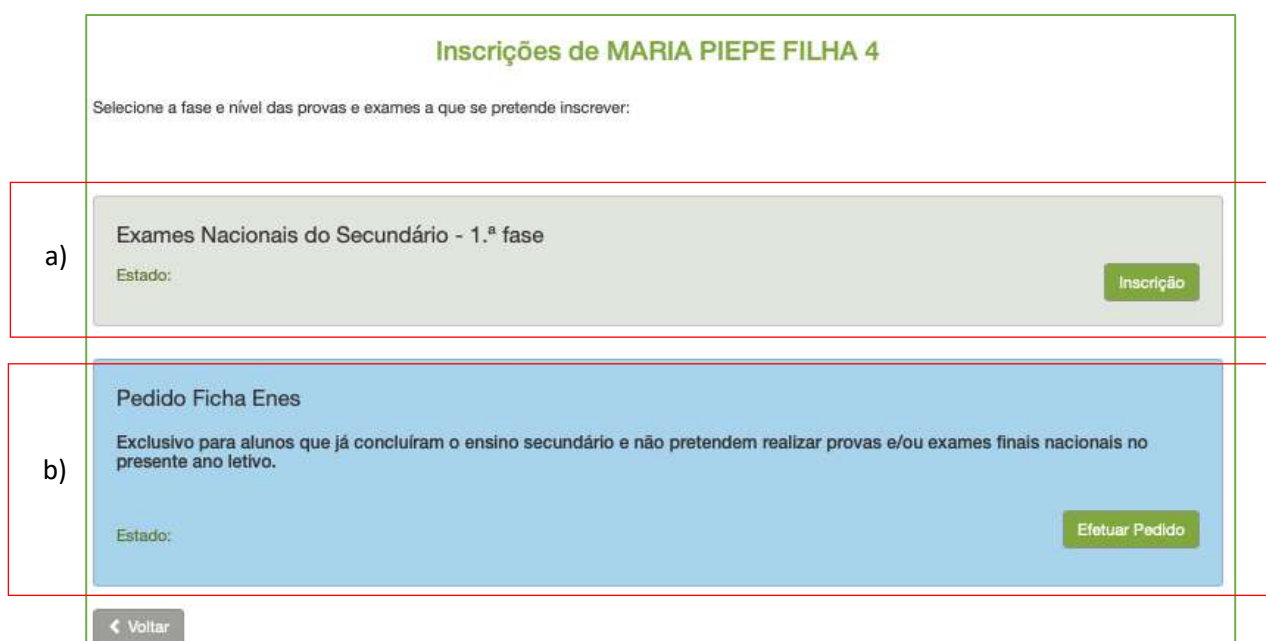 Inscrições de MARIA PIEPE FILHA 4
Selecione a fase e nível das provas e exames a que se pretende inscrever:
a)
Exames Nacionais do Secundário - 1.ª fase
Estado:
Inscrição
b)
Pedido Ficha Enes
Exclusivo para alunos que já concluíram o ensino secundário e não pretendem realizar provas e/ou exames finais nacionais no
presente ano letivo.
Estado:
Efetuar Pedido
Voltar